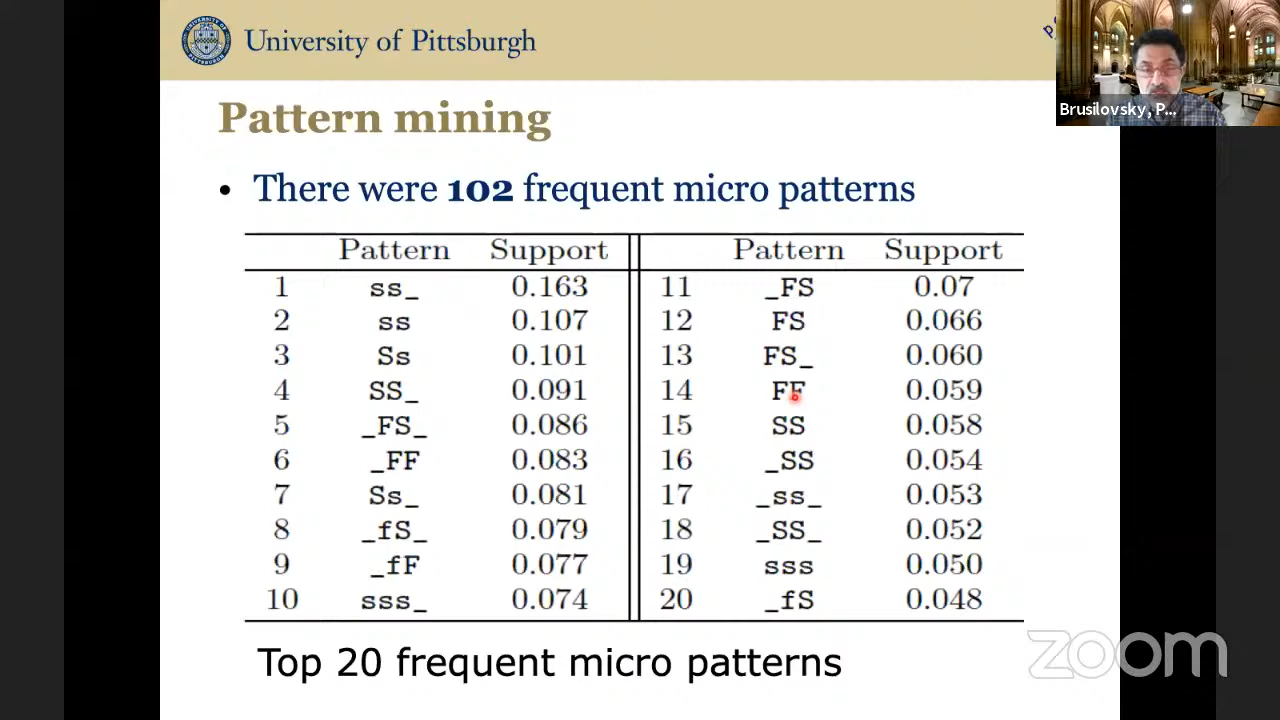 University of Pittsburgh
Brusilovsky, P...
Pattern mining
• There were 102 frequent micro patterns
Pattern Support Pattern Support
1 ss_ 0.163 11 _FS 0.07
2 ss 0.107 12 FS 0.066
3 Ss 0.101 13 FS_ 0.060
4 SS_ 0.091 14 FF 0.059
5 _FS_ 0.086 15 SS 0.058
6 _FF 0.083 16 _SS 0.054
7 Ss_ 0.081 17 _ss_ 0.053
8 _fS_ 0.079 18 _SS_ 0.052
9 _fF 0.077 19 sss 0.050
10 sss_ 0.074 20 _fS 0.048
Top 20 frequent micro patterns
zoom